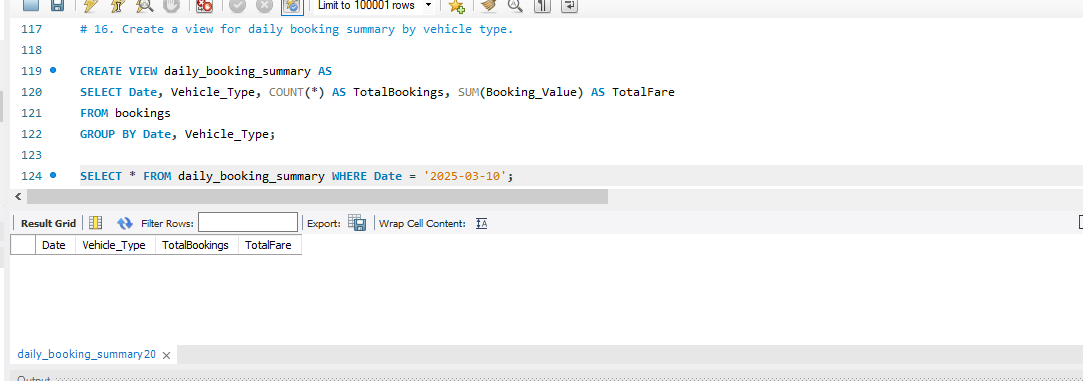 Limit to 100001 rows
117 # 16. Create a view for daily booking summary by vehicle type.
118
119 CREATE VIEW daily_booking_summary AS
120 SELECT Date, Vehicle_Type, COUNT(*) AS TotalBookings, SUM(Booking_Value) AS TotalFare
121 FROM bookings
122 GROUP BY Date, Vehicle_Type;
123
124 SELECT * FROM daily_booking_summary WHERE Date = '2025-03-10';
Result Grid Filter Rows: Export: Wrap Cell Content:
Date Vehicle_Type TotalBookings TotalFare
daily_booking_summary20
Output